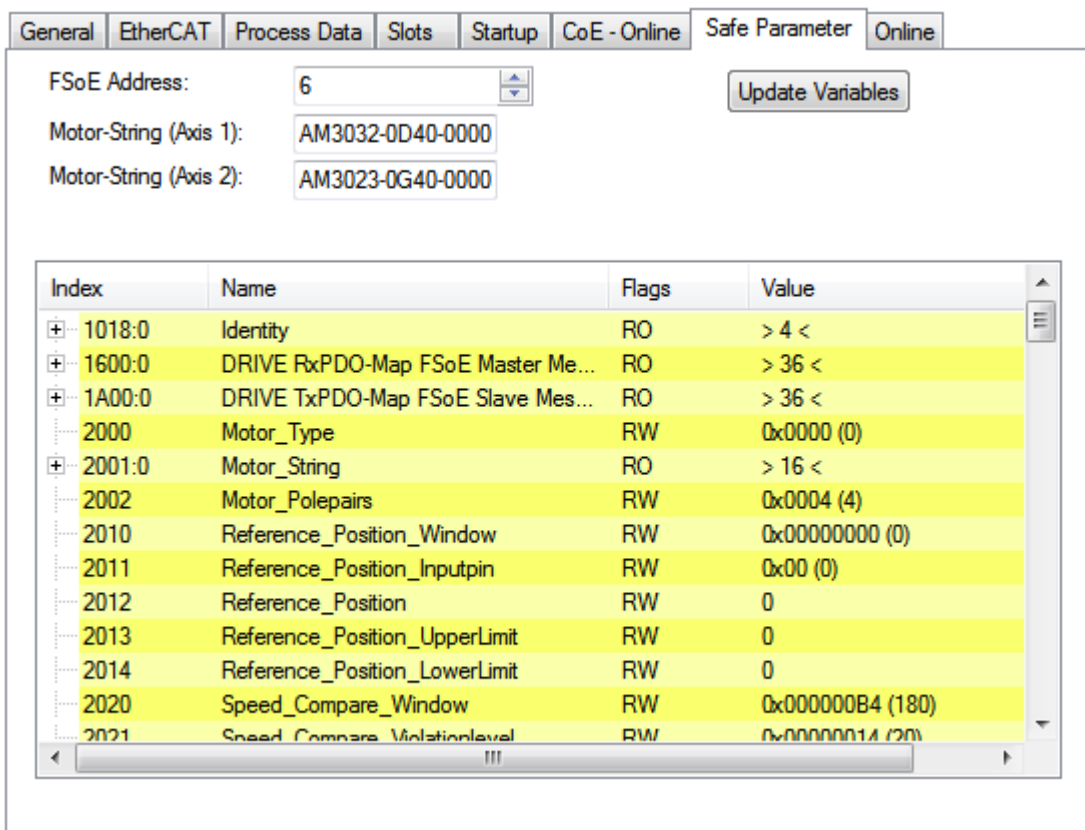 General EtherCAT Process Data Slots Startup CoE - Online Safe Parameter Online
FSoE Address: 6 Update Variables
Motor-String (Axis 1): AM3032-0D40-0000
Motor-String (Axis 2): AM3023-0G40-0000
Index Name Flags Value
1018:0 Identity RO > 4 <
1600:0 DRIVE RxPDO-Map FSoE Master Me... RO > 36 <
1A00:0 DRIVE TxPDO-Map FSoE Slave Mes... RO > 36 <
2000 Motor_Type RW 0x0000 (0)
2001:0 Motor_String RO > 16 <
2002 Motor_Polepairs RW 0x0004 (4)
2010 Reference_Position_Window RW 0x00000000 (0)
2011 Reference_Position_Inputpin RW 0x00 (0)
2012 Reference_Position RW 0
2013 Reference_Position_UpperLimit RW 0
2014 Reference_Position_LowerLimit RW 0
2020 Speed_Compare_Window RW 0x000000B4 (180)
2021 Speed_Compare_Violationlevel RW 0x00000014 (20)